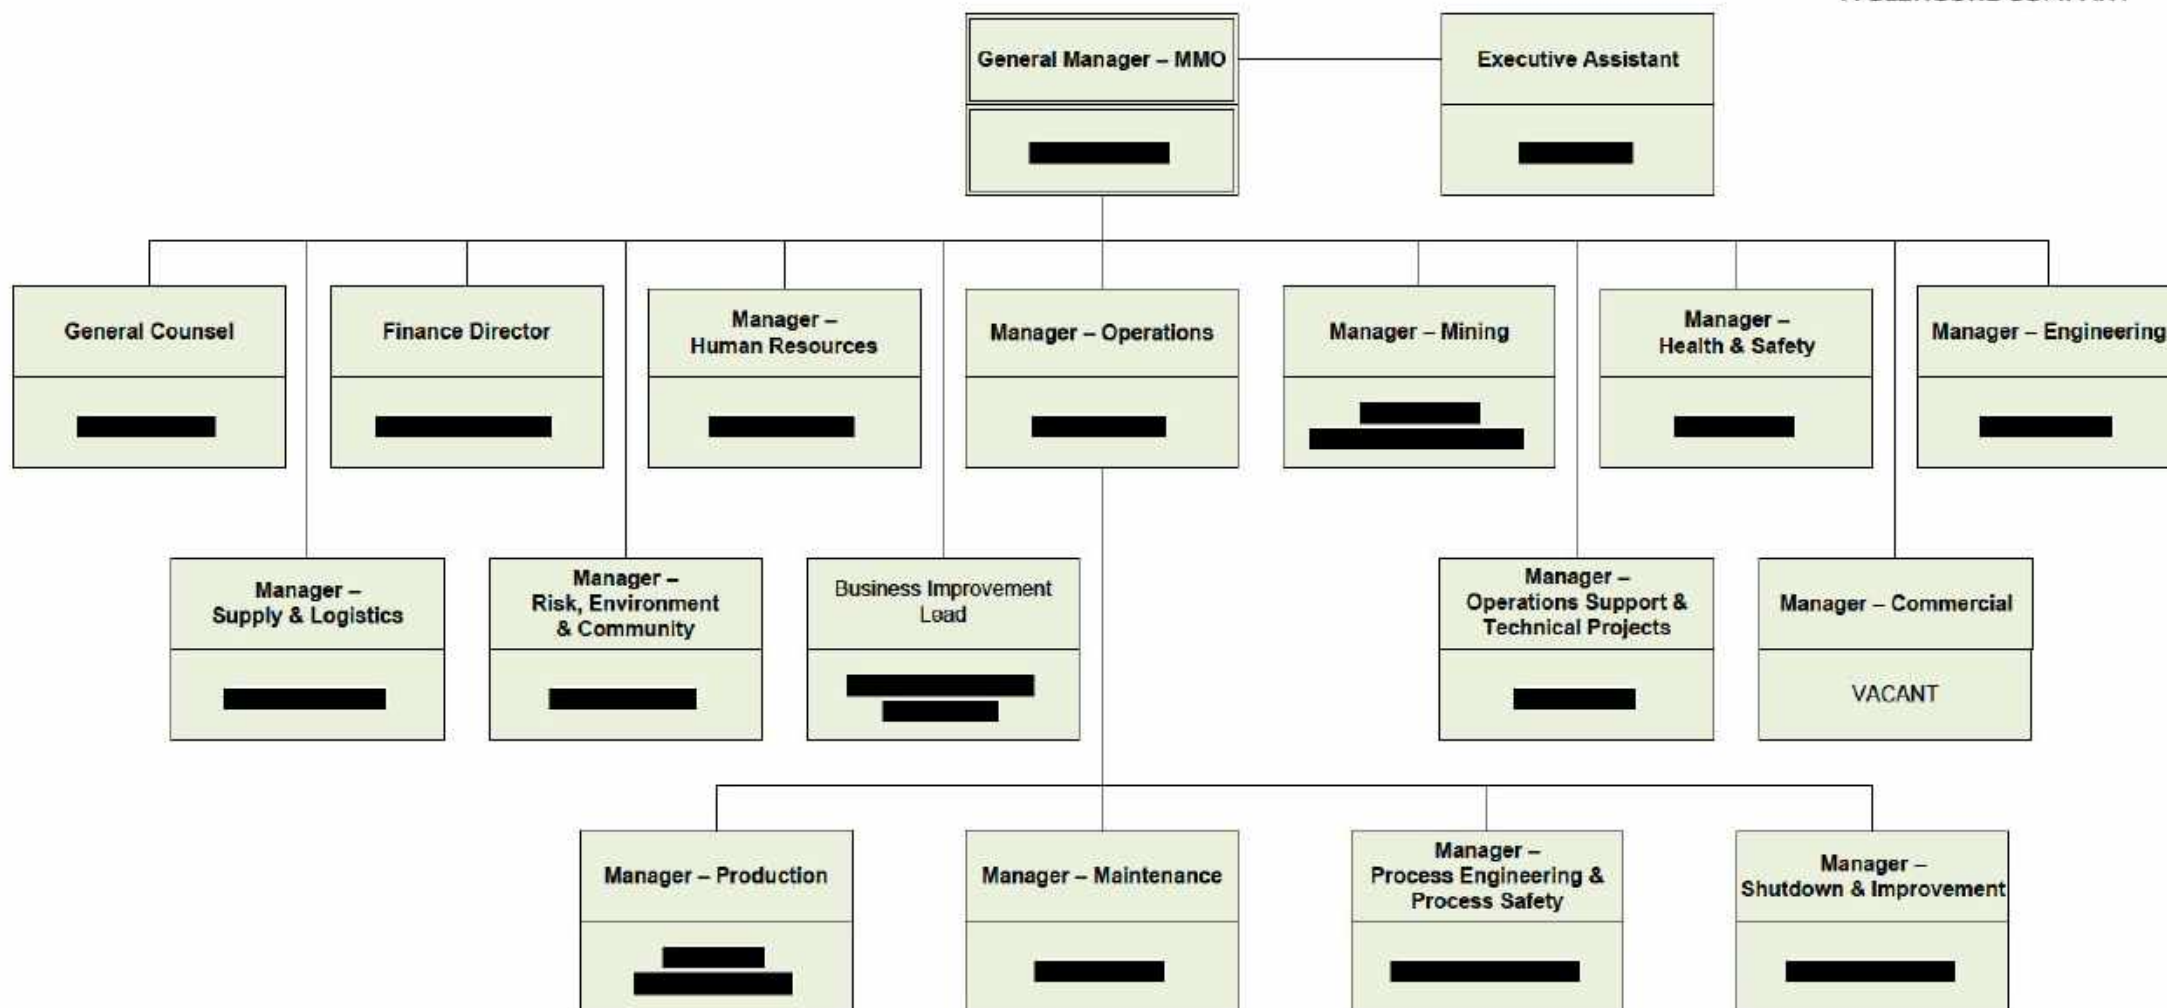 General Manager – MMO
Executive Assistant
General Counsel
Finance Director
Manager –
Human Resources
Manager – Operations
Manager – Mining
Manager –
Health & Safety
Manager – Engineering
Manager –
Supply & Logistics
Manager –
Risk, Environment
& Community
Business Improvement
Lead
Manager –
Operations Support &
Technical Projects
Manager – Commercial
VACANT
Manager – Production
Manager – Maintenance
Manager –
Process Engineering &
Process Safety
Manager –
Shutdown & Improvement